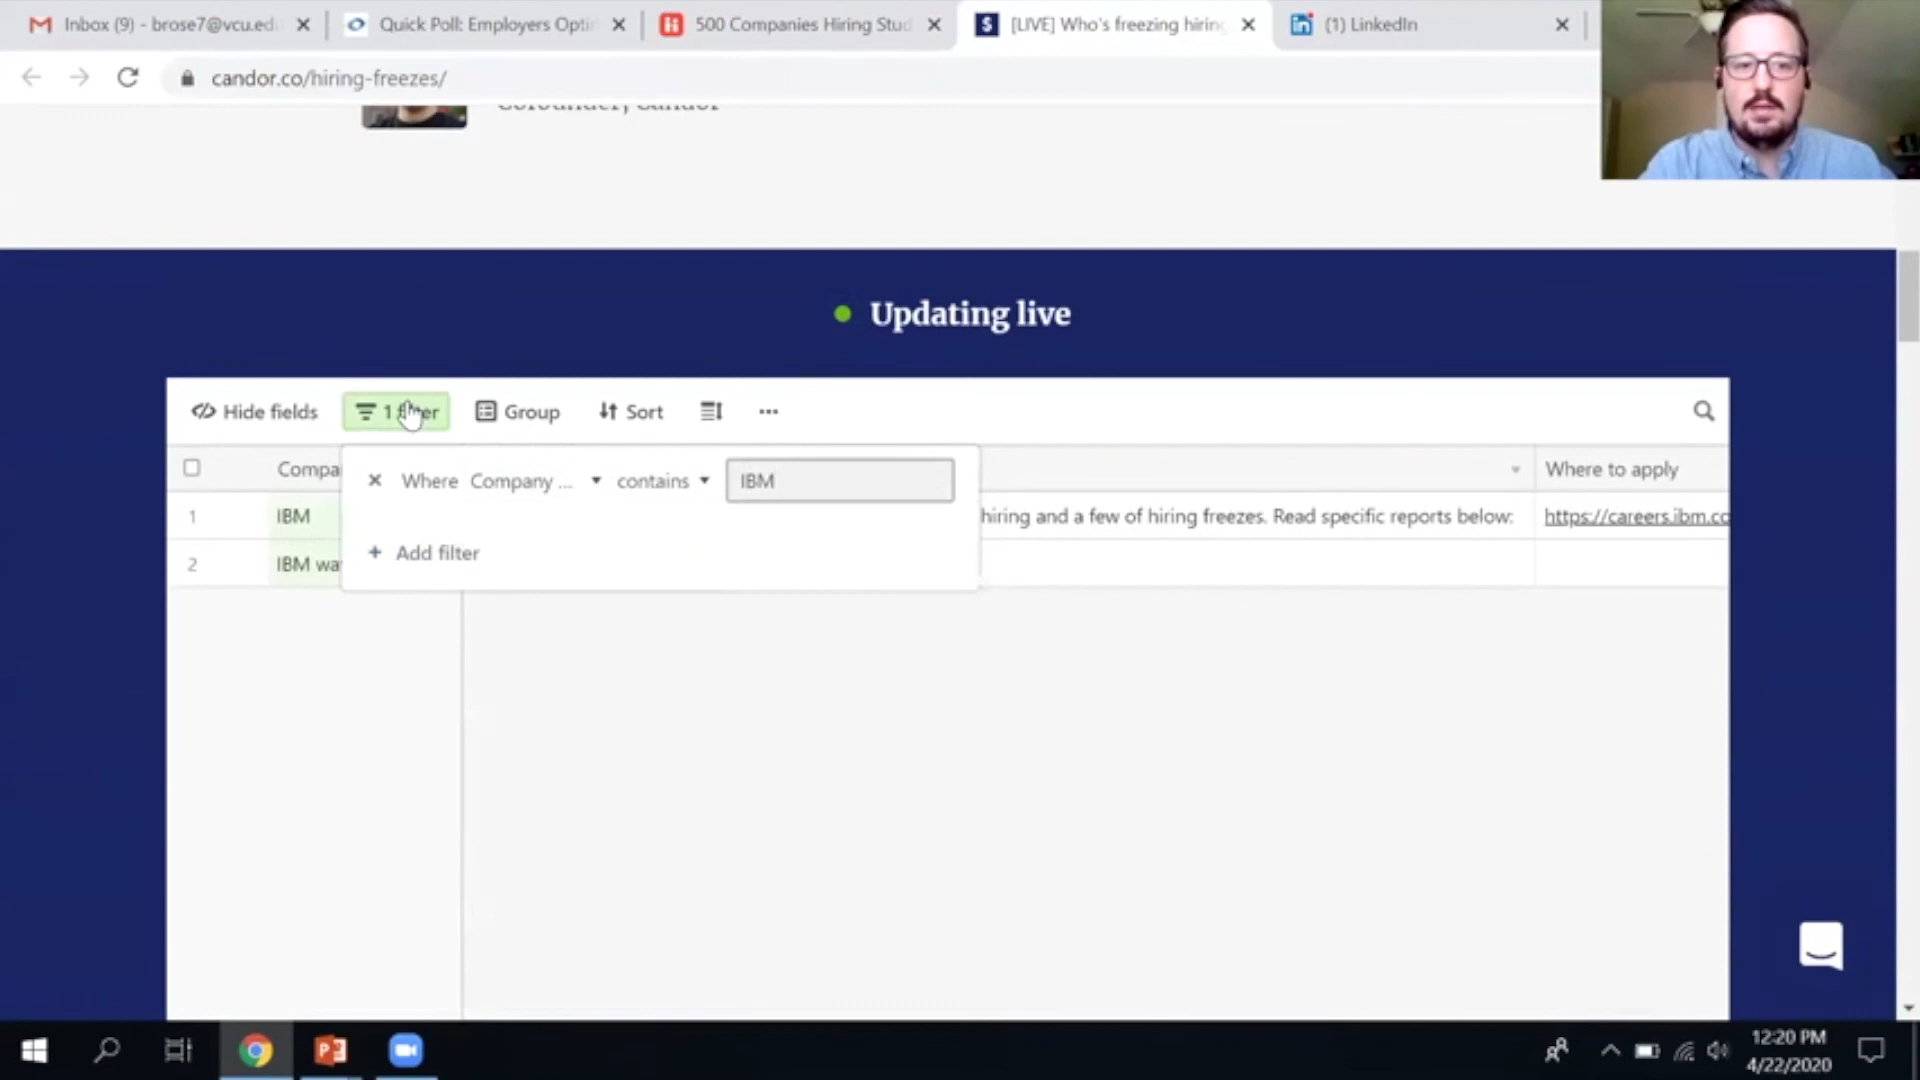 Inbox (9) - brose7@vcu.ed
Quick Poll: Employers Opti
500 Companies Hiring Stud
[LIVE] Who's freezing hiring
(1) LinkedIn
candor.co/hiring-freezes/
Cofounder, Candor
Updating live
Hide fields
1 filter
Group
Sort
Compa
Where Company ...
contains
IBM
Where to apply
1
IBM
hiring and a few of hiring freezes. Read specific reports below:
https://careers.ibm.co
+ Add filter
2
IBM wa
12:20 PM
4/22/2020